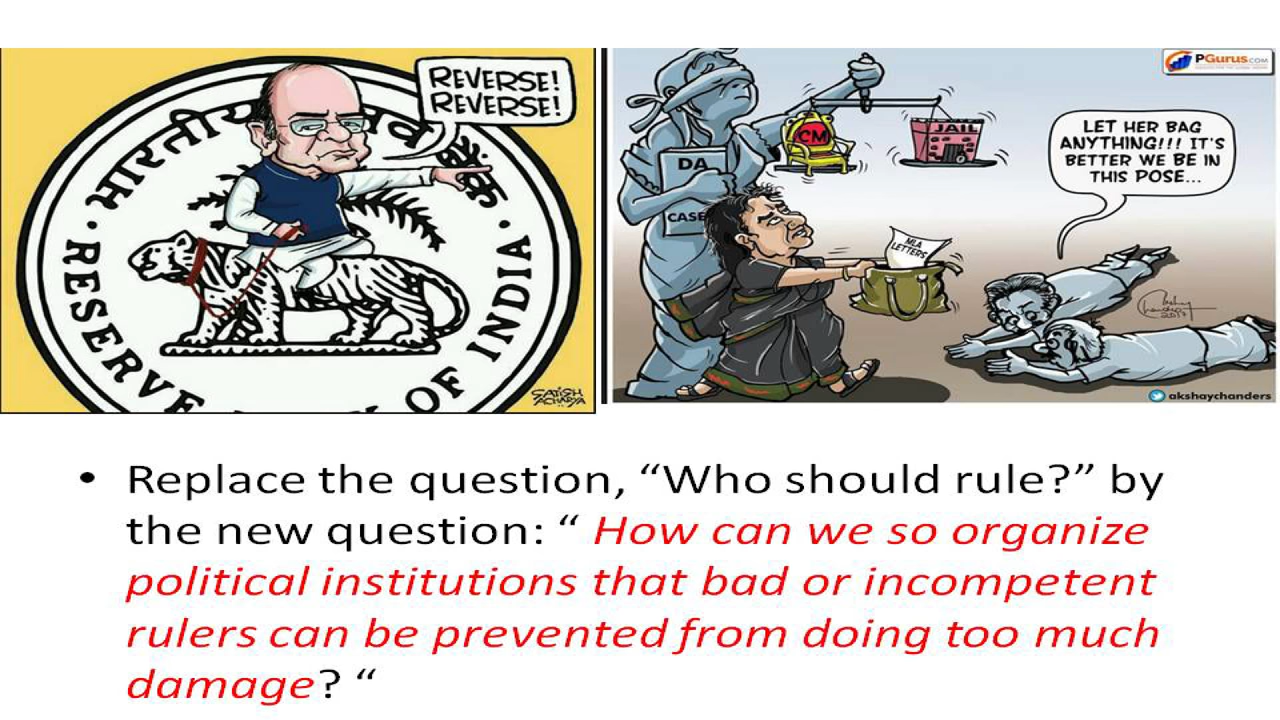 REVERSE!
REVERSE!
भारतीय
RESERVE
OF INDIA
SATISH
ACHARYA
PGurus.COM
LET HER BAG
ANYTHING!!! IT'S
BETTER WE BE IN
THIS POSE...
CM
JAIL
DA
CASE
MLA
LETTERS
2017
akshaychanders
• Replace the question, “Who should rule?” by
the new question: “ How can we so organize
political institutions that bad or incompetent
rulers can be prevented from doing too much
damage? “